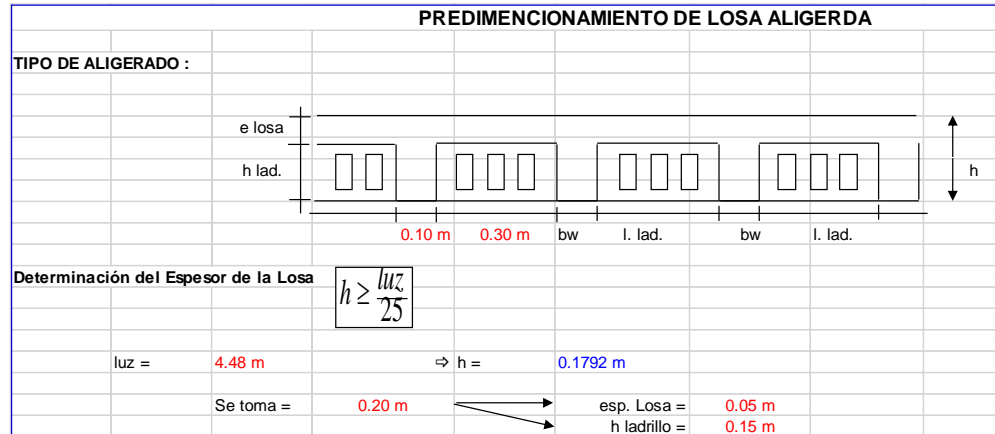 PREDIMENCIONAMIENTO DE LOSA ALIGERDA
TIPO DE ALIGERADO :
e losa
h lad.
h
0.10 m 0.30 m bw l. lad. bw l. lad.
Determinación del Espesor de la Losa
h ≥ luz/25
luz = 4.48 m ⇨ h = 0.1792 m
Se toma = 0.20 m esp. Losa = 0.05 m
h ladrillo = 0.15 m